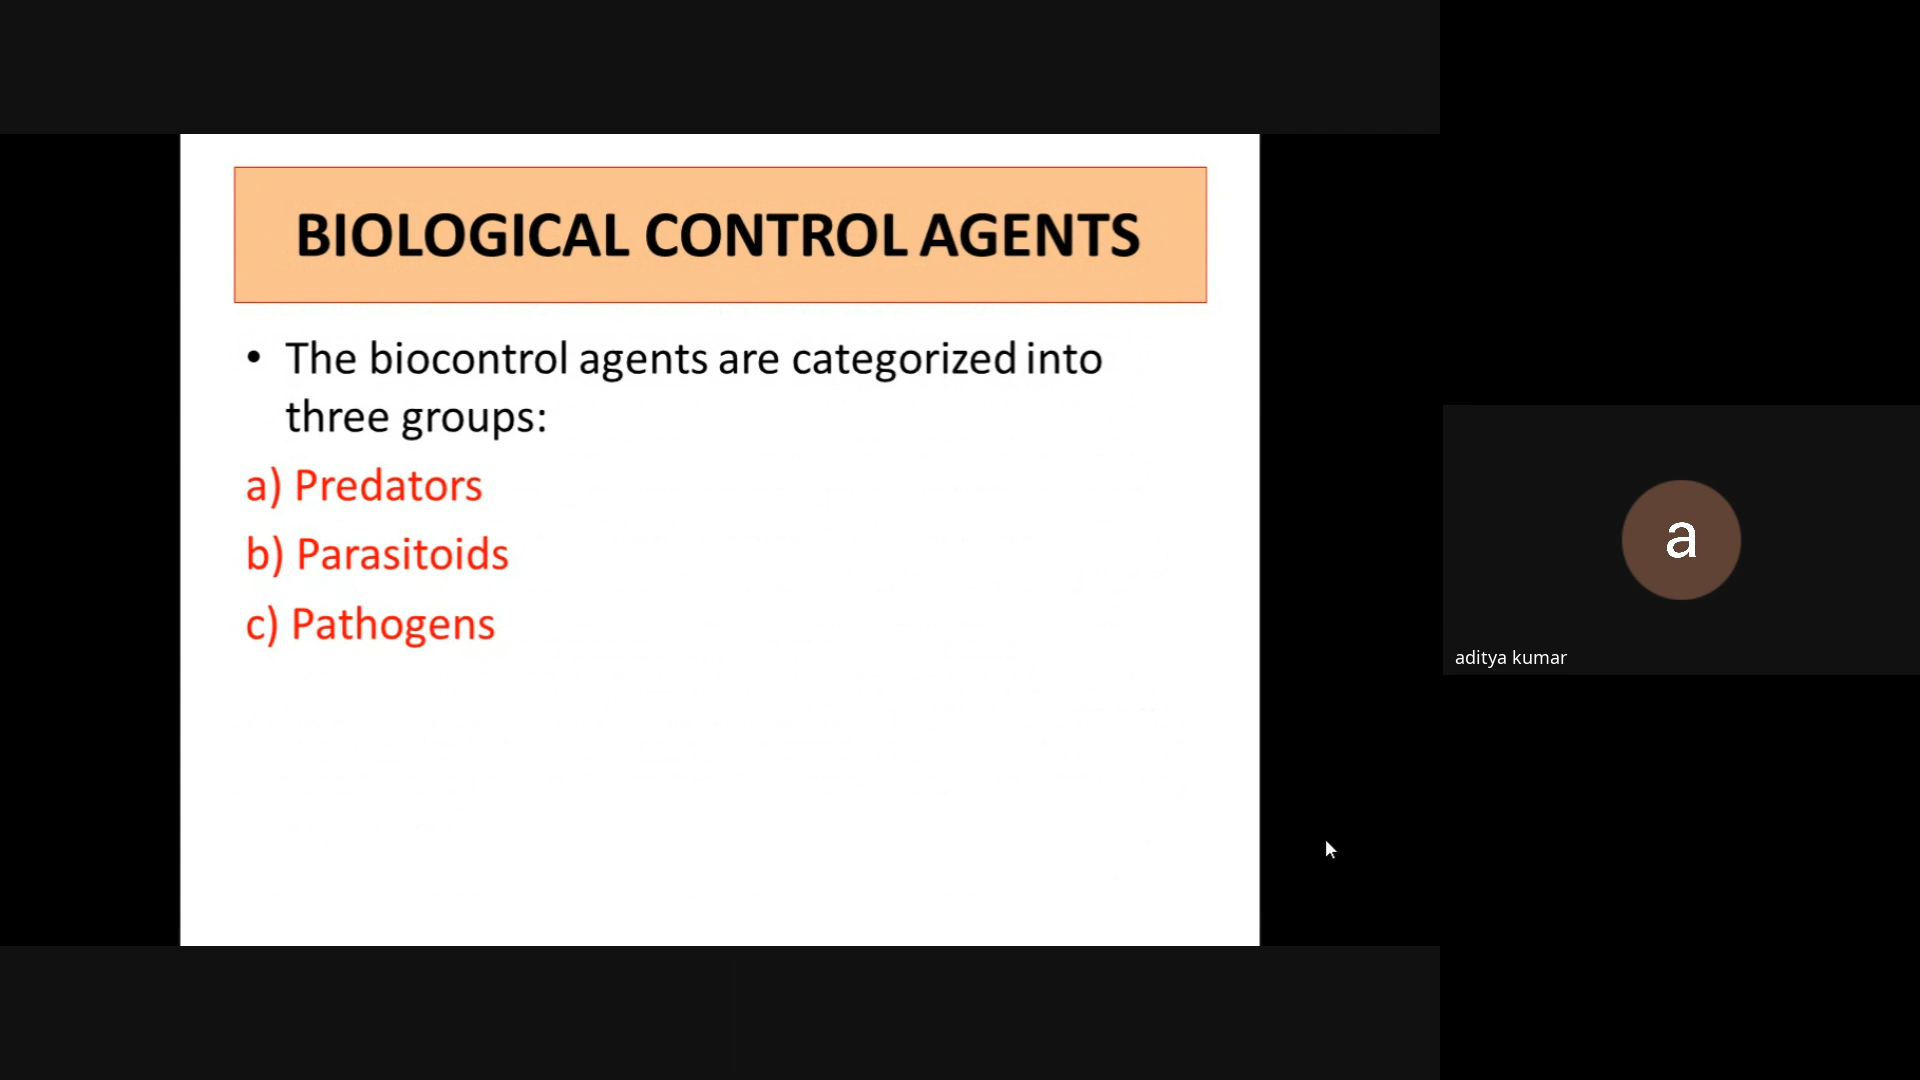 BIOLOGICAL CONTROL AGENTS
• The biocontrol agents are categorized into
three groups:
a) Predators
b) Parasitoids
c) Pathogens
a
aditya kumar